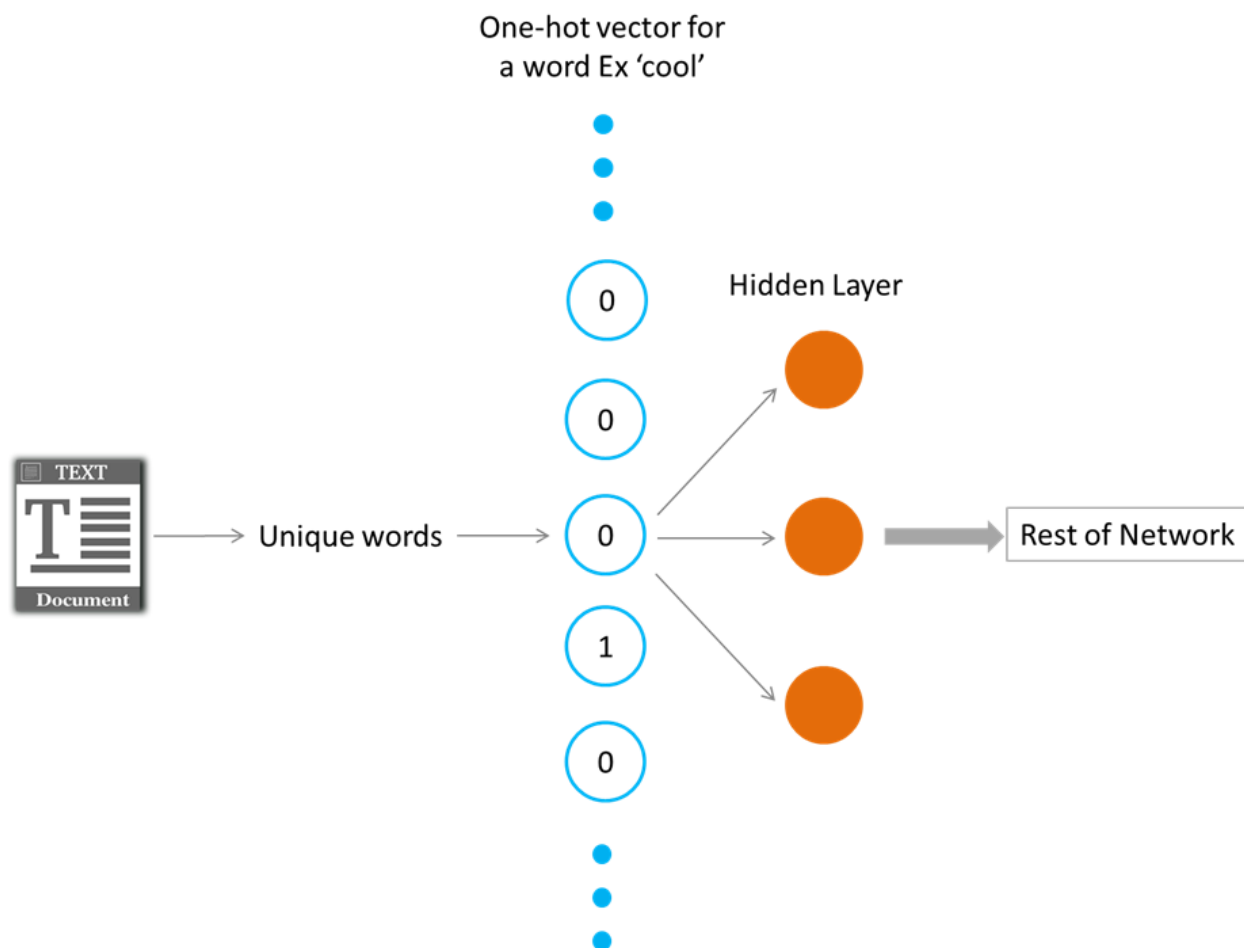 One-hot vector for
a word Ex ‘cool’
0
Hidden Layer
0
TEXT
T
Document
Unique words
0
Rest of Network
1
0